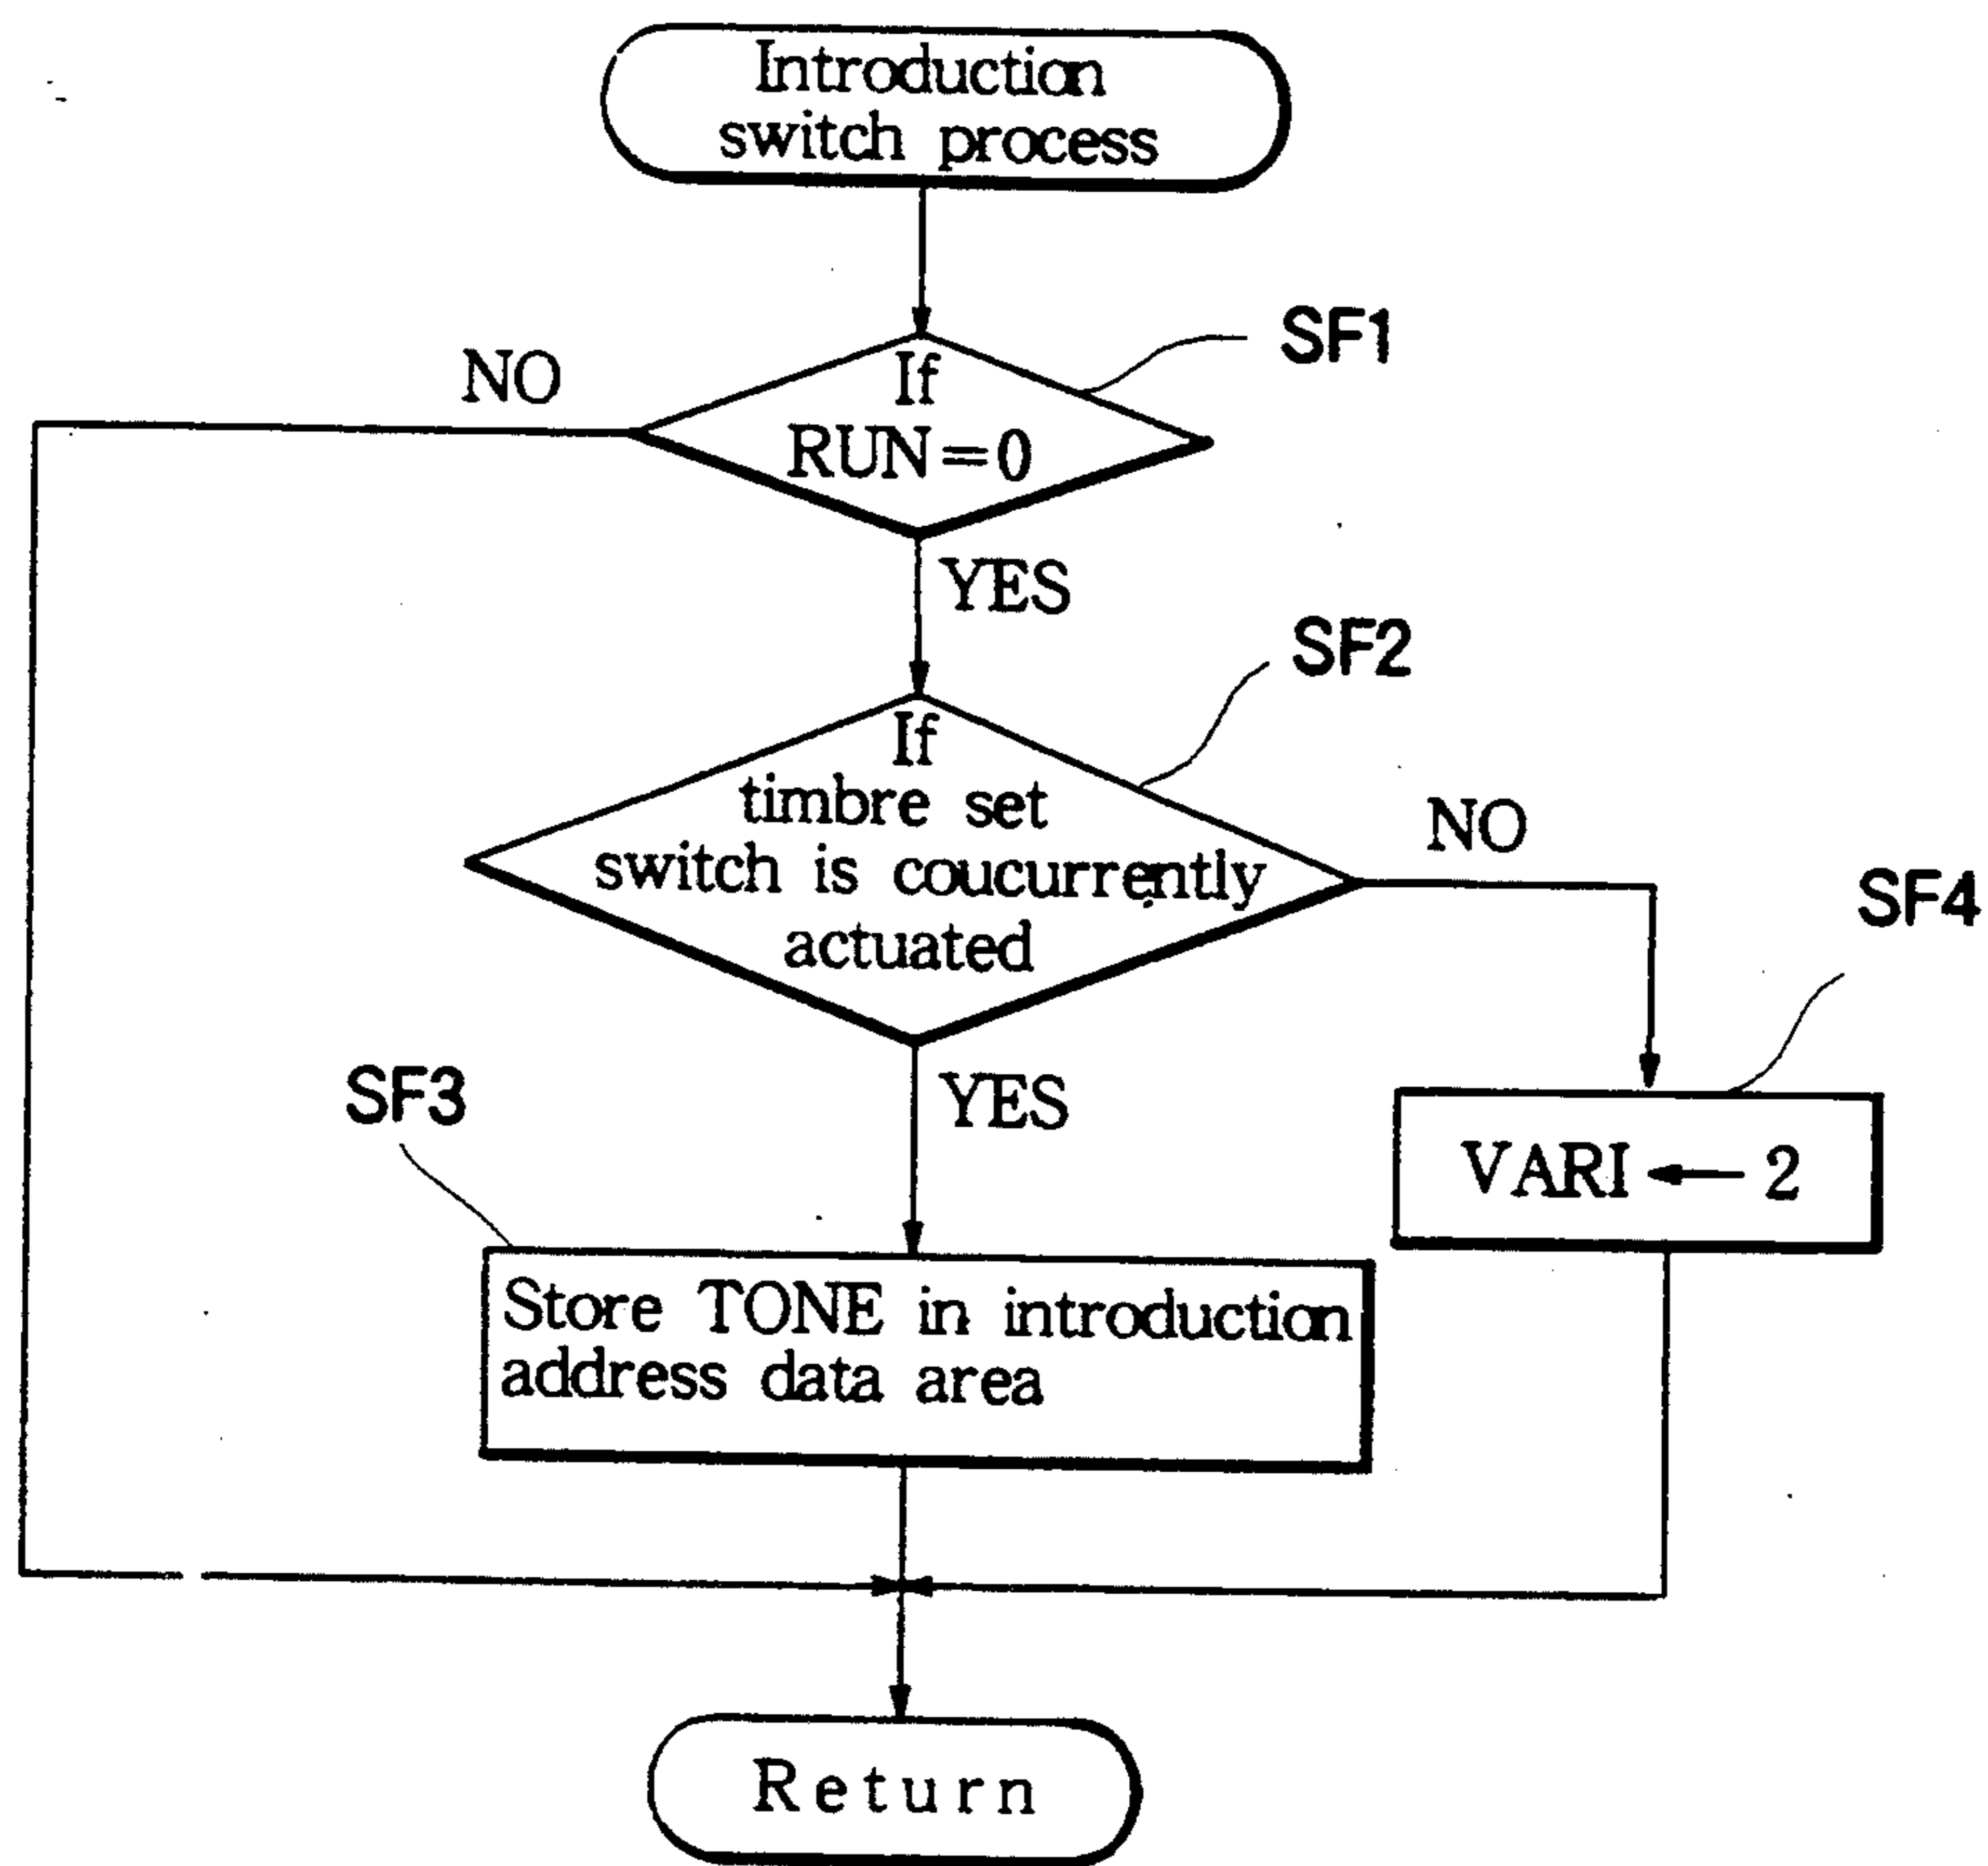 Introduction
switch process
SF1
NO
If
RUN=0
YES
SF2
If
timbre set
switch is coucurrently
actuated
NO
SF4
SF3
YES
VARI ← 2
Store TONE in introduction
address data area
Return